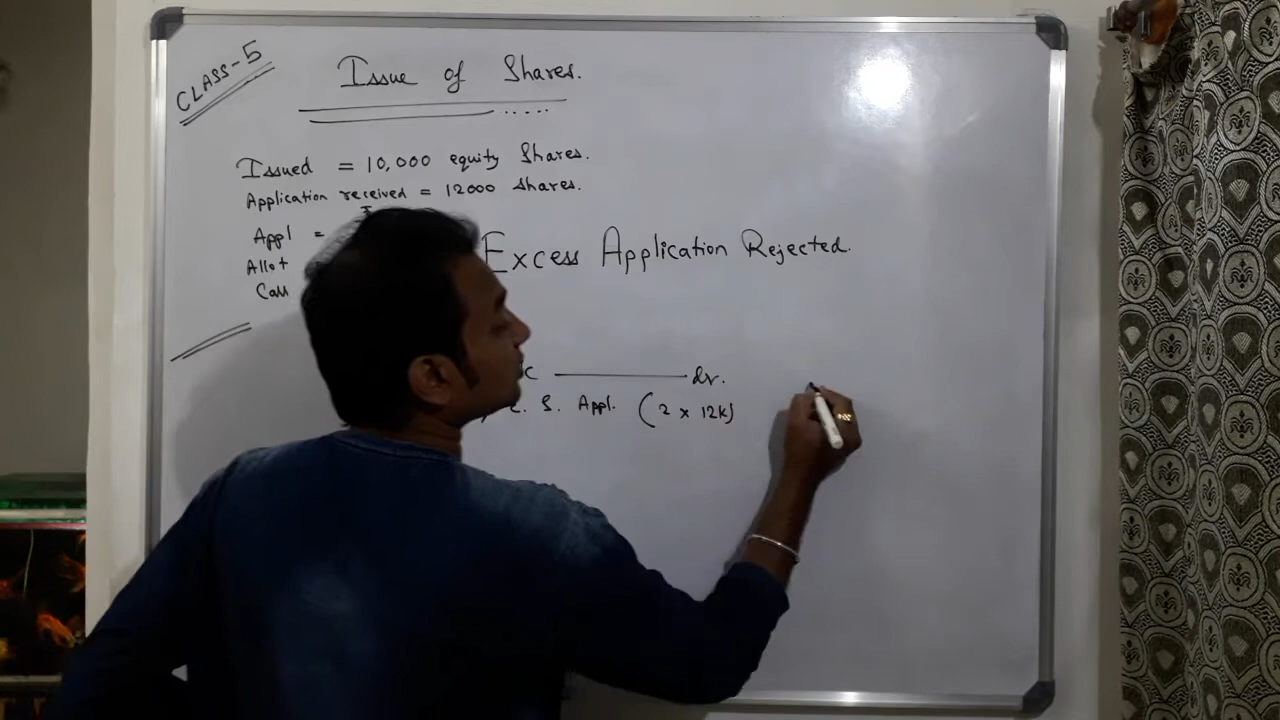 CLASS-5
Issue of Shares.
Issued = 10,000 equity Shares.
Application received = 12000 shares.
Appl =
Allot
Call
Excess Application Rejected.
dr.
S. Appl. (2 x 12K)